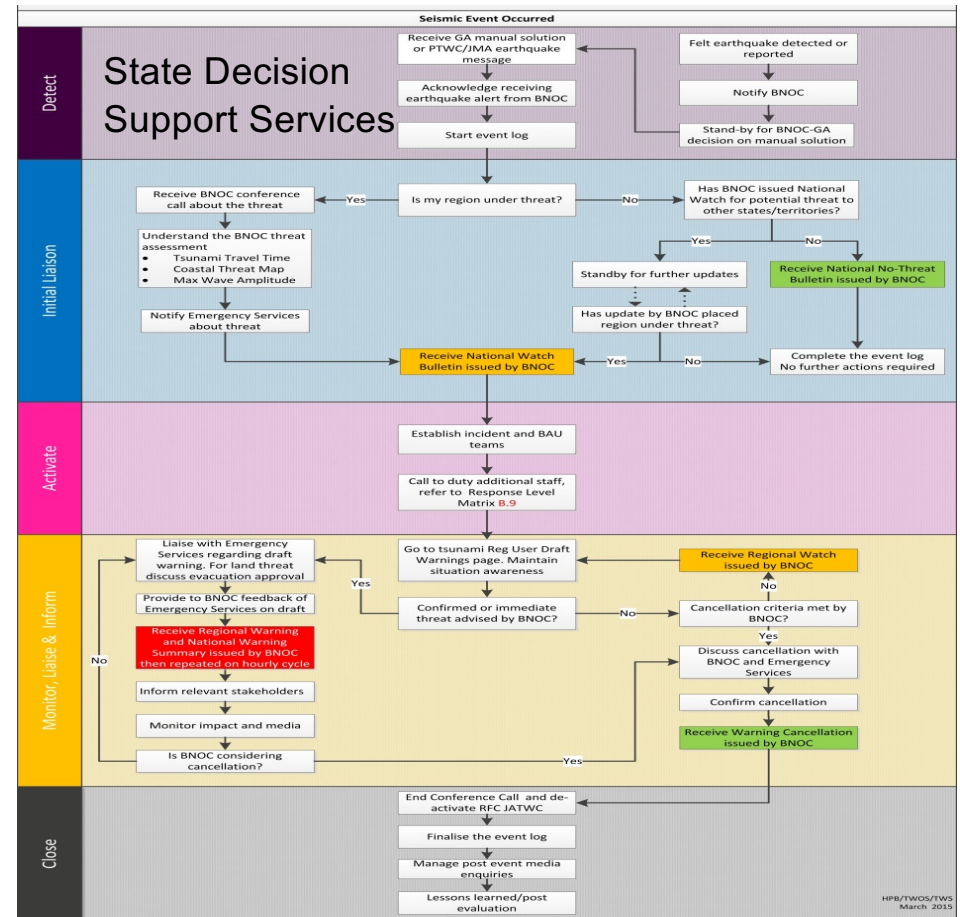 Seismic Event Occurred
Detect
State Decision
Support Services
Receive GA manual solution
or PTWC/JMA earthquake
message
Felt earthquake detected or
reported
Acknowledge receiving
earthquake alert from BNOC
Notify BNOC
Start event log
Stand-by for BNOC-GA
decision on manual solution
Initial Liaison
Receive BNOC conference
call about the threat
Yes
Is my region under threat?
No
Has BNOC issued National
Watch for potential threat to
other states/territories?
Understand the BNOC threat
assessment
• Tsunami Travel Time
• Coastal Threat Map
• Max Wave Amplitude
Yes
No
Standby for further updates
Receive National No-Threat
Bulletin issued by BNOC
Notify Emergency Services
about threat
Has update by BNOC placed
region under threat?
Receive National Watch
Bulletin issued by BNOC
Yes
No
Complete the event log
No further actions required
Activate
Establish incident and BAU
teams
Call to duty additional staff,
refer to Response Level
Matrix B.9
Monitor, Liaise & Inform
Liaise with Emergency
Services regarding draft
warning. For land threat
discuss evacuation approval
Go to tsunami Reg User Draft
Warnings page. Maintain
situation awareness
Receive Regional Watch
issued by BNOC
Yes
No
Provide to BNOC feedback of
Emergency Services on draft
Confirmed or immediate
threat advised by BNOC?
No
Cancellation criteria met by
BNOC?
Yes
Receive Regional Warning
and National Warning
Summary issued by BNOC
then repeated on hourly cycle
No
Discuss cancellation with
BNOC and Emergency
Services
Inform relevant stakeholders
Confirm cancellation
Monitor impact and media
Receive Warning Cancellation
issued by BNOC
Is BNOC considering
cancellation?
Yes
Close
End Conference Call and de-
activate RFC JATWC
Finalise the event log
Manage post event media
enquiries
Lessons learned/post
evaluation
HPB/TWOS/TWS
March 2015